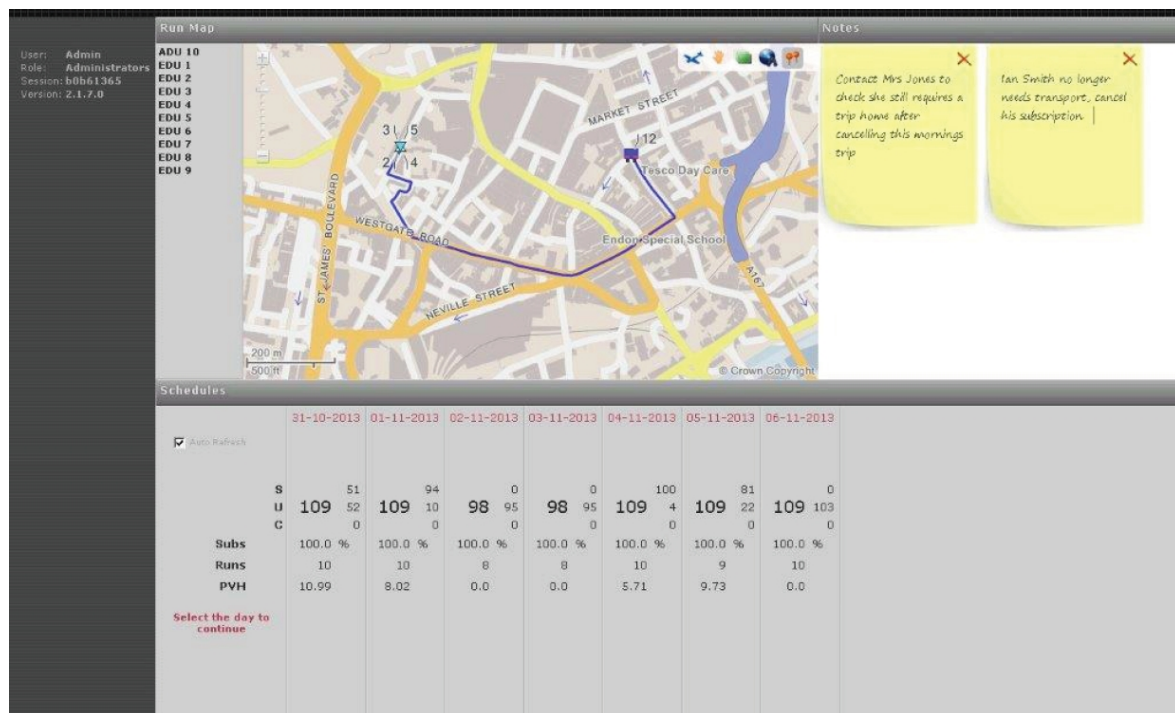 Run Map
Notes
User: Admin
Role: Administrators
Session: b0b61365
Version: 2.1.7.0
ADU 10
EDU 1
EDU 2
EDU 3
EDU 4
EDU 5
EDU 6
EDU 7
EDU 8
EDU 9
MARKET STREET
3 5
2 4
12
Tesco Day Care
ST JAMES' BOULEVARD
WESTGATE ROAD
Endon Special School
NEVILLE STREET
A167
200 m
500 ft
© Crown Copyright
Contact Mrs Jones to
check she still requires a
trip home after
cancelling this mornings
trip
Ian Smith no longer
needs transport, cancel
his subscription.
Schedules
31-10-2013 01-11-2013 02-11-2013 03-11-2013 04-11-2013 05-11-2013 06-11-2013
Auto Refresh
S 51 94 0 0 100 81 0
U 109 52 109 10 98 95 98 95 109 4 109 22 109 103
C 0 0 0 0 0 0 0
Subs 100.0 % 100.0 % 100.0 % 100.0 % 100.0 % 100.0 % 100.0 %
Runs 10 10 8 8 10 9 10
PVH 10.99 8.02 0.0 0.0 5.71 9.73 0.0
Select the day to
continue